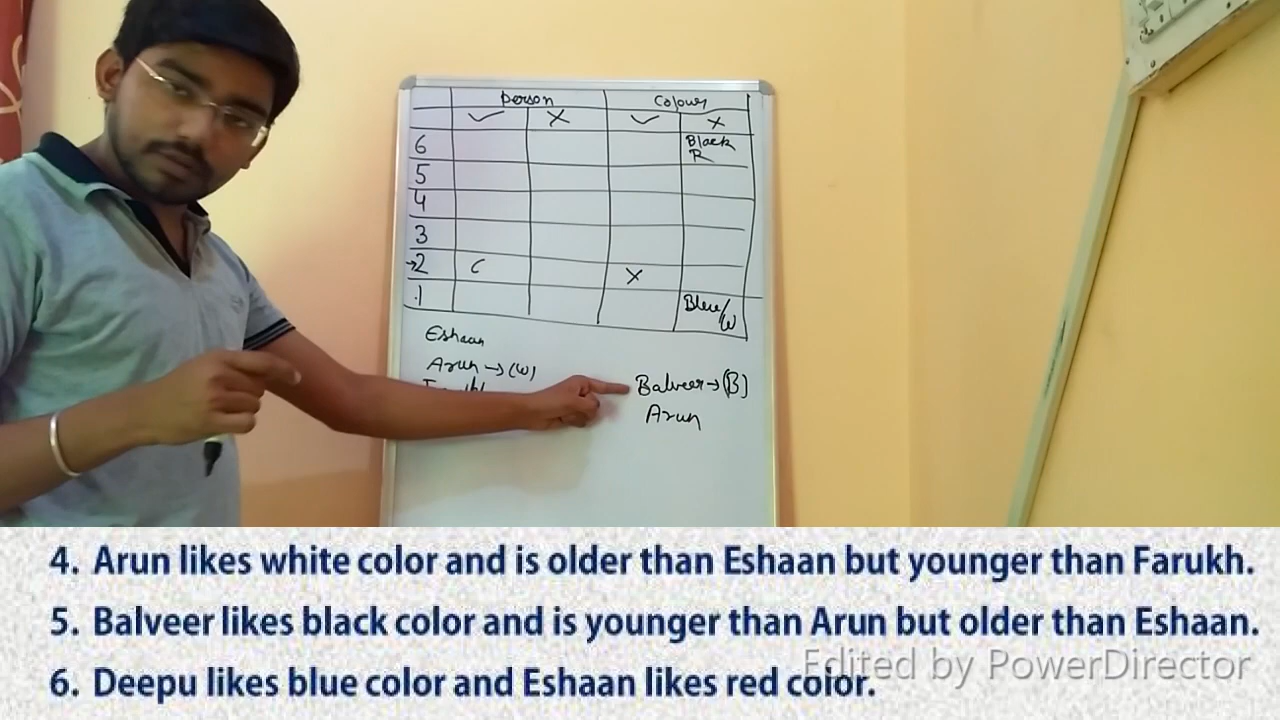 Person Colour
✓ X ✓ X
6 Black R
5
4
3
→2 C X
1 Blue/W
Eshaan
Arun → (W)
Balveer → (B)
Arun
4. Arun likes white color and is older than Eshaan but younger than Farukh.
5. Balveer likes black color and is younger than Arun but older than Eshaan.
6. Deepu likes blue color and Eshaan likes red color.
Edited by PowerDirector